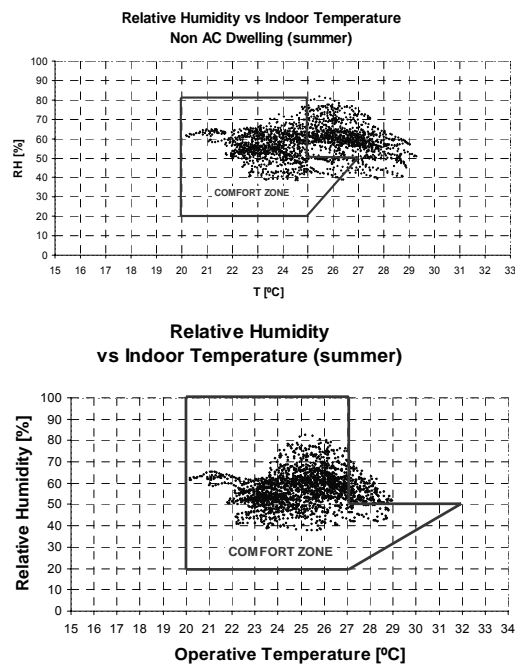 Relative Humidity vs Indoor Temperature
Non AC Dwelling (summer)
100
90
80
70
60
50
40
30
20
10
0
RH [%]
COMFORT ZONE
15 16 17 18 19 20 21 22 23 24 25 26 27 28 29 30 31 32 33
T [ºC]
Relative Humidity
vs Indoor Temperature (summer)
100
90
80
70
60
50
40
30
20
10
0
Relative Humidity [%]
COMFORT ZONE
15 16 17 18 19 20 21 22 23 24 25 26 27 28 29 30 31 32 33 34
Operative Temperature [ºC]